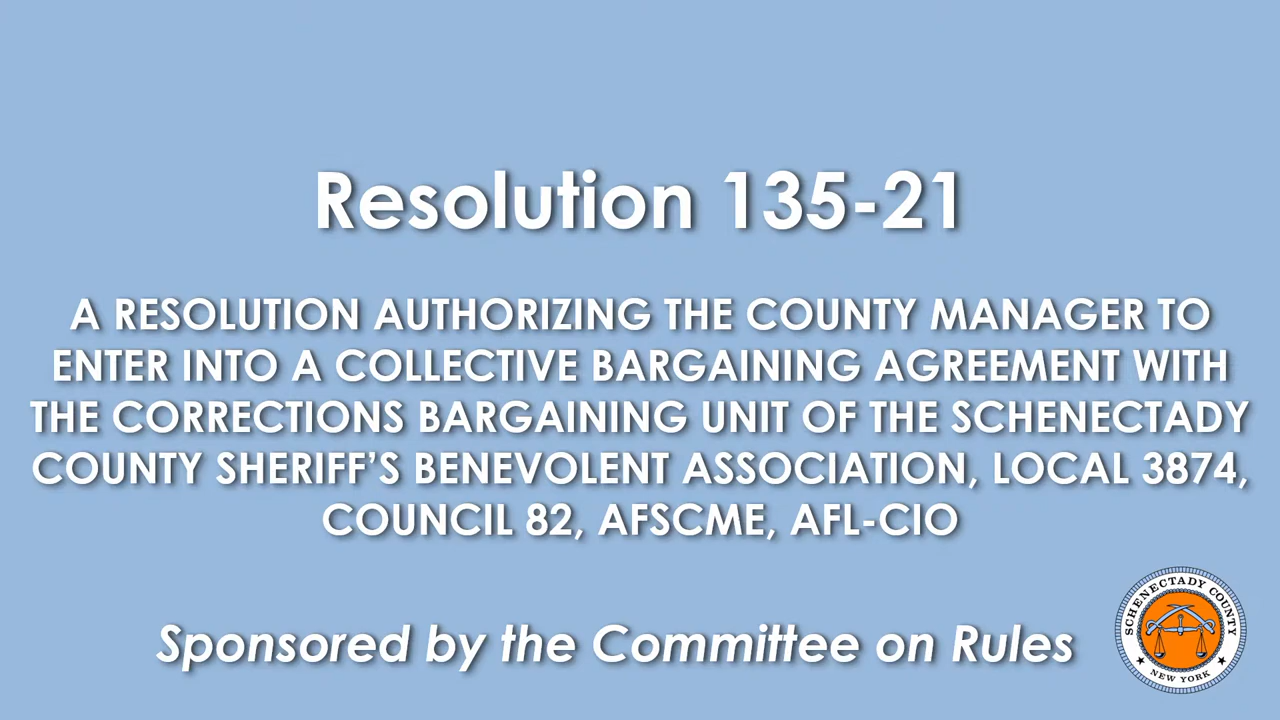 Resolution 135-21
A RESOLUTION AUTHORIZING THE COUNTY MANAGER TO
ENTER INTO A COLLECTIVE BARGAINING AGREEMENT WITH
THE CORRECTIONS BARGAINING UNIT OF THE SCHENECTADY
COUNTY SHERIFF’S BENEVOLENT ASSOCIATION, LOCAL 3874,
COUNCIL 82, AFSCME, AFL-CIO
Sponsored by the Committee on Rules
SCHENECTADY COUNTY
NEW YORK